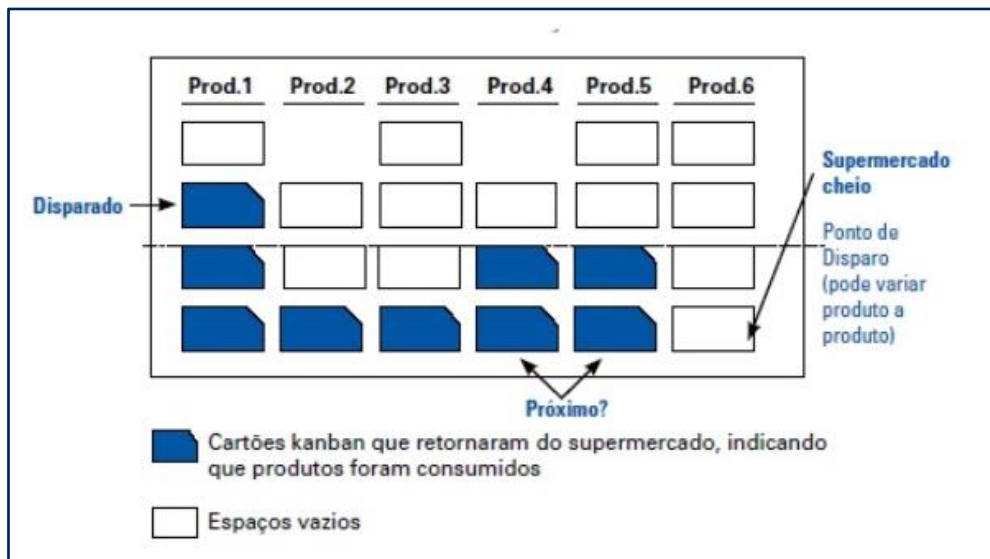 Prod.1 Prod.2 Prod.3 Prod.4 Prod.5 Prod.6
Disparado
Supermercado
cheio
Ponto de
Disparo
(pode variar
produto a
produto)
Próximo?
Cartões kanban que retornaram do supermercado, indicando
que produtos foram consumidos
Espaços vazios